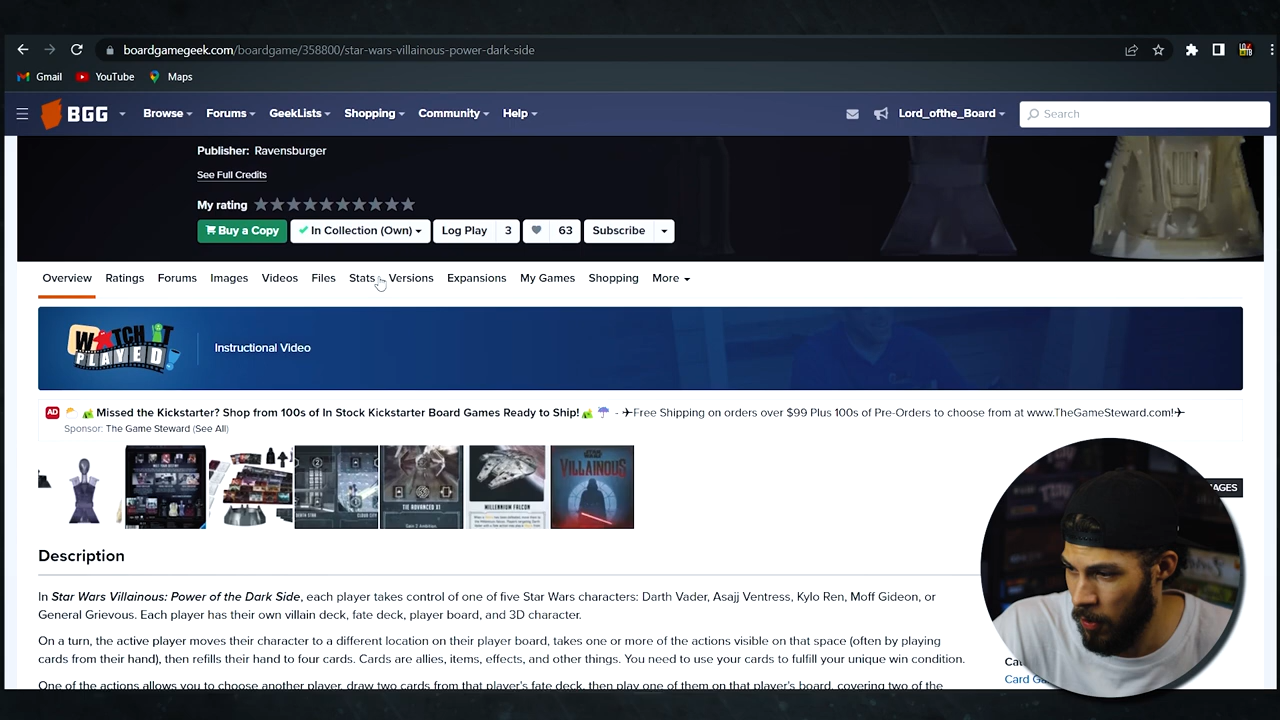 boardgamegeek.com/boardgame/358800/star-wars-villainous-power-dark-side
Gmail YouTube Maps
BGG Browse Forums GeekLists Shopping Community Help Lord_ofthe_Board Search
Publisher: Ravensburger
See Full Credits
My rating
Buy a Copy In Collection (Own) Log Play 3 63 Subscribe
Overview Ratings Forums Images Videos Files Stats Versions Expansions My Games Shopping More
WATCH IT
PLAYED
Instructional Video
AD Missed the Kickstarter? Shop from 100s of In Stock Kickstarter Board Games Ready to Ship! - ✈Free Shipping on orders over $99 Plus 100s of Pre-Orders to choose from at www.TheGameSteward.com!✈
Sponsor: The Game Steward (See All)
TIE ADVANCED X1
MILLENNIUM FALCON
VILLAINOUS
AGES
Description
In Star Wars Villainous: Power of the Dark Side, each player takes control of one of five Star Wars characters: Darth Vader, Asajj Ventress, Kylo Ren, Moff Gideon, or
General Grievous. Each player has their own villain deck, fate deck, player board, and 3D character.
On a turn, the active player moves their character to a different location on their player board, takes one or more of the actions visible on that space (often by playing
cards from their hand), then refills their hand to four cards. Cards are allies, items, effects, and other things. You need to use your cards to fulfill your unique win condition.
One of the actions allows you to choose another player, draw two cards from that player's fate deck, then play one of them on that player's board, covering two of the
Cat
Card Ga